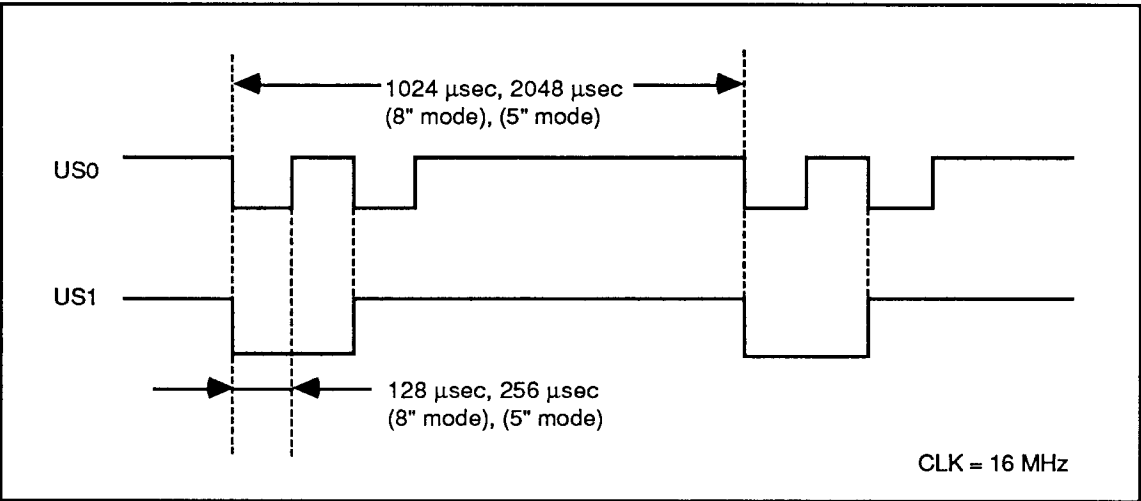 1024 μsec, 2048 μsec
(8" mode), (5" mode)
US0
US1
128 μsec, 256 μsec
(8" mode), (5" mode)
CLK = 16 MHz